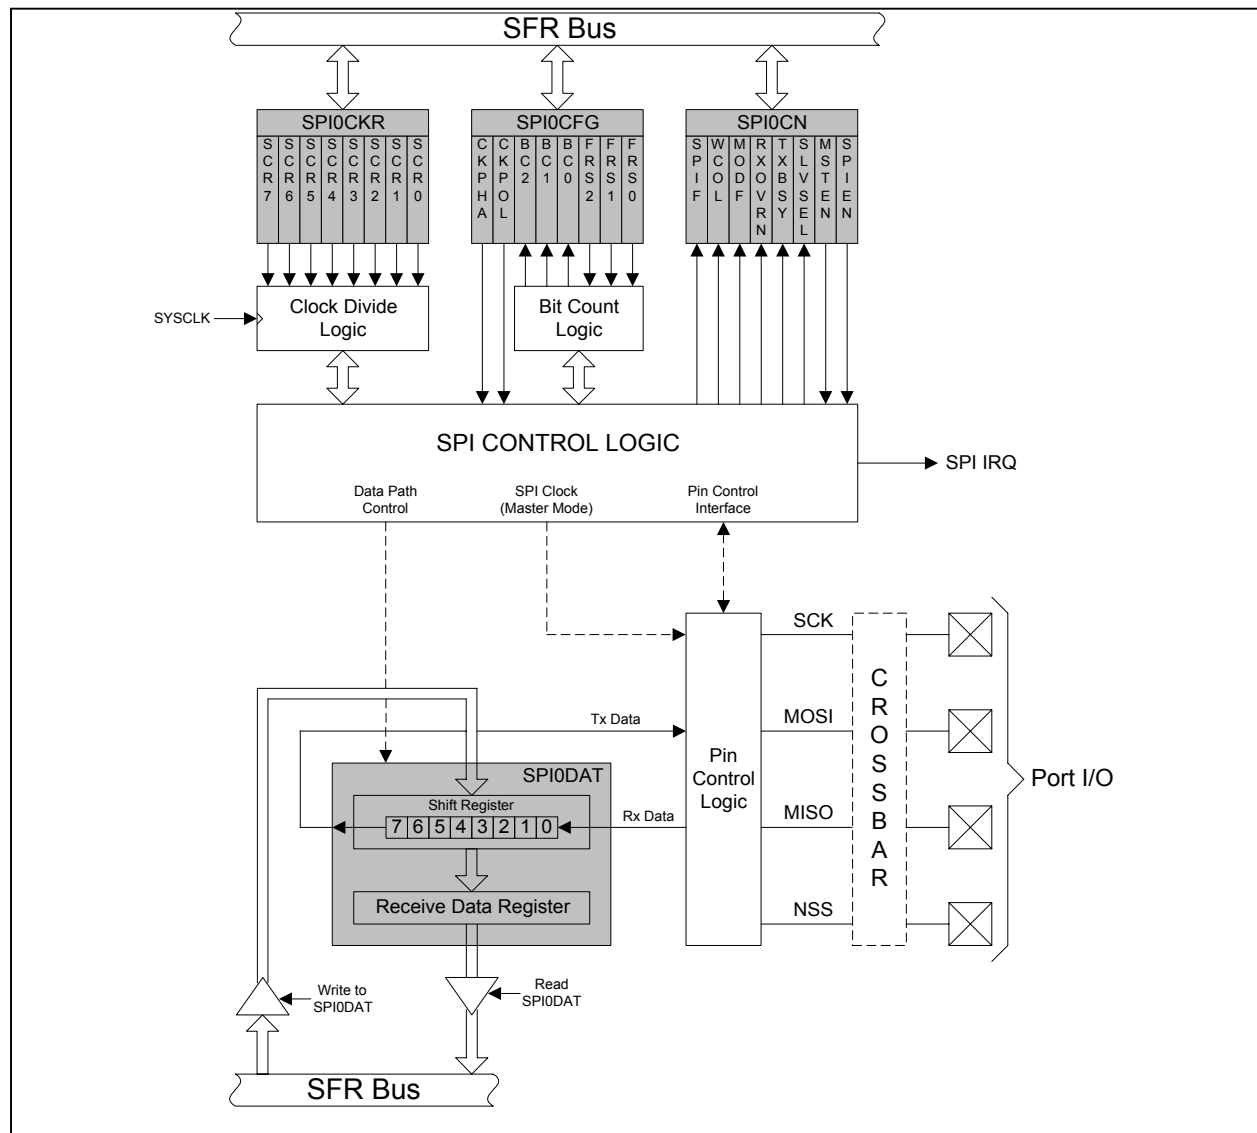 SFR Bus
SPI0CKR
SCR7
SCR6
SCR5
SCR4
SCR3
SCR2
SCR1
SCR0
SPI0CFG
CKPHA
CKPOL
BC2
BC1
BC0
FRS2
FRS1
FRS0
SPI0CN
SPIF
WCOL
MODF
RXOVRN
TXBSY
SLVSEL
MSTEN
SPIEN
SYSCLK
Clock Divide
Logic
Bit Count
Logic
SPI CONTROL LOGIC
SPI IRQ
Data Path
Control
SPI Clock
(Master Mode)
Pin Control
Interface
SCK
MOSI
MISO
NSS
CROSSBAR
Port I/O
Tx Data
Pin
Control
Logic
SPI0DAT
Shift Register
7 6 5 4 3 2 1 0
Rx Data
Receive Data Register
Write to
SPI0DAT
Read
SPI0DAT
SFR Bus